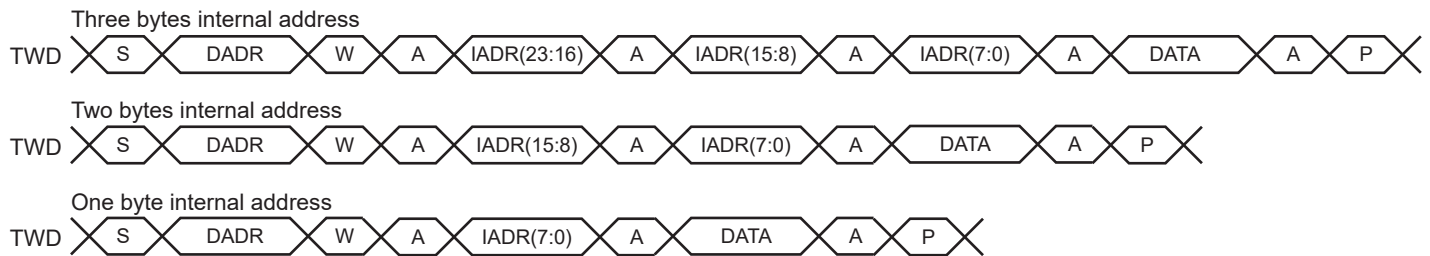 Three bytes internal address
TWD S DADR W A IADR(23:16) A IADR(15:8) A IADR(7:0) A DATA A P
Two bytes internal address
TWD S DADR W A IADR(15:8) A IADR(7:0) A DATA A P
One byte internal address
TWD S DADR W A IADR(7:0) A DATA A P